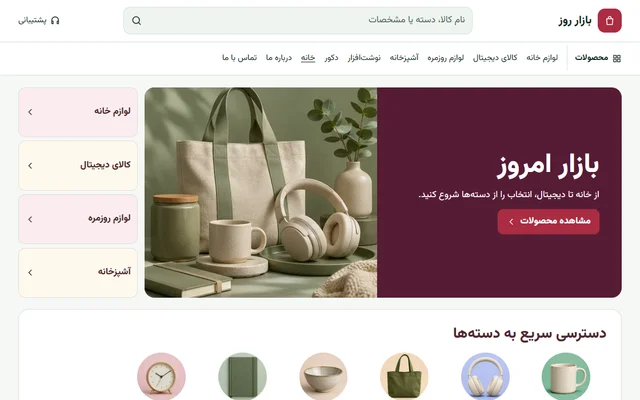 بازار روز
نام کالا، دسته یا مشخصات
پشتیبانی
محصولات
لوازم خانه
کالای دیجیتال
لوازم روزمره
آشپزخانه
نوشت‌افزار
دکور
خانه
درباره ما
تماس با ما
بازار امروز
از خانه تا دیجیتال، انتخاب را از دسته‌ها شروع کنید.
مشاهده محصولات
لوازم خانه
کالای دیجیتال
لوازم روزمره
آشپزخانه
دسترسی سریع به دسته‌ها